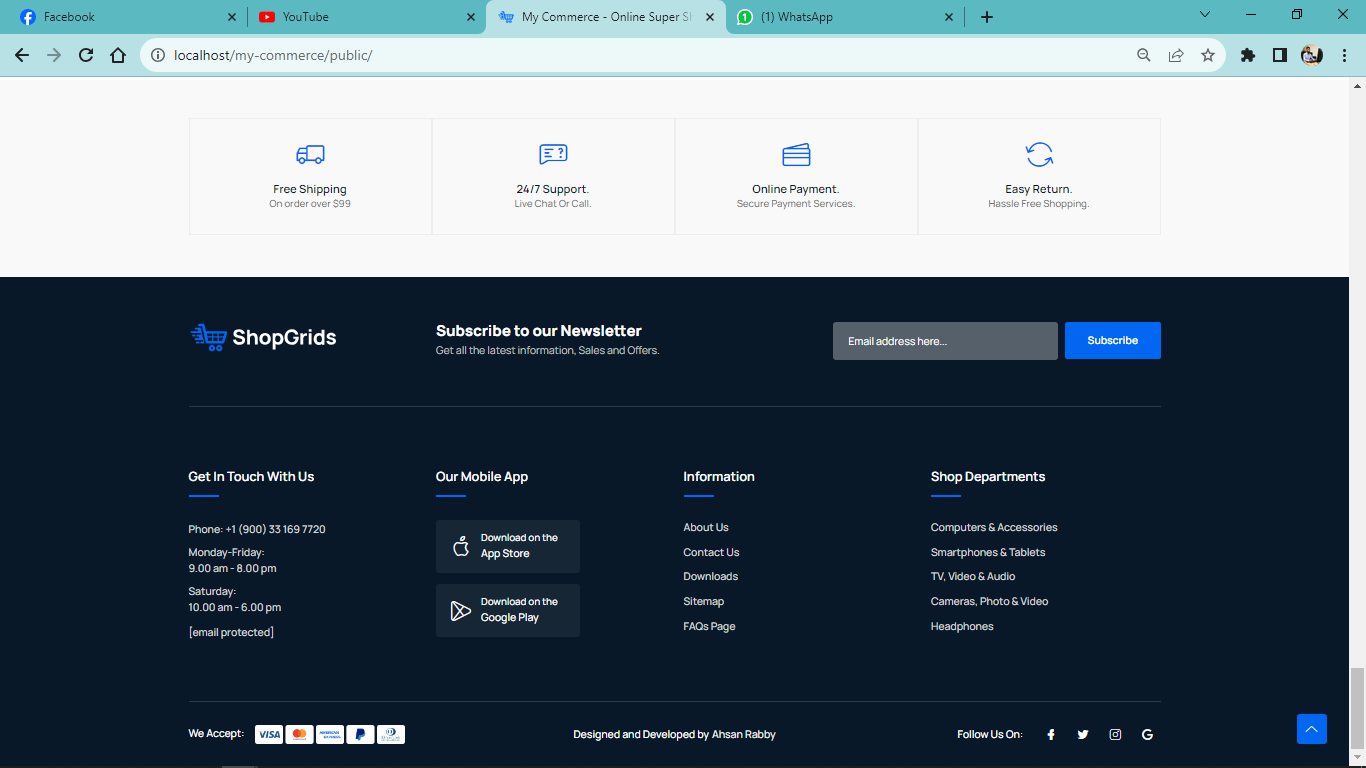 Facebook
YouTube
My Commerce - Online Super Sh
1
(1) WhatsApp
localhost/my-commerce/public/
Free Shipping
On order over $99
24/7 Support.
Live Chat Or Call.
Online Payment.
Secure Payment Services.
Easy Return.
Hassle Free Shopping.
ShopGrids
Subscribe to our Newsletter
Get all the latest information, Sales and Offers.
Email address here...
Subscribe
Get In Touch With Us
Phone: +1 (900) 33 169 7720
Monday-Friday:
9.00 am - 8.00 pm
Saturday:
10.00 am - 6.00 pm
[email protected]
Our Mobile App
Download on the
App Store
Download on the
Google Play
Information
About Us
Contact Us
Downloads
Sitemap
FAQs Page
Shop Departments
Computers & Accessories
Smartphones & Tablets
TV, Video & Audio
Cameras, Photo & Video
Headphones
We Accept:
VISA
Designed and Developed by Ahsan Rabby
Follow Us On: